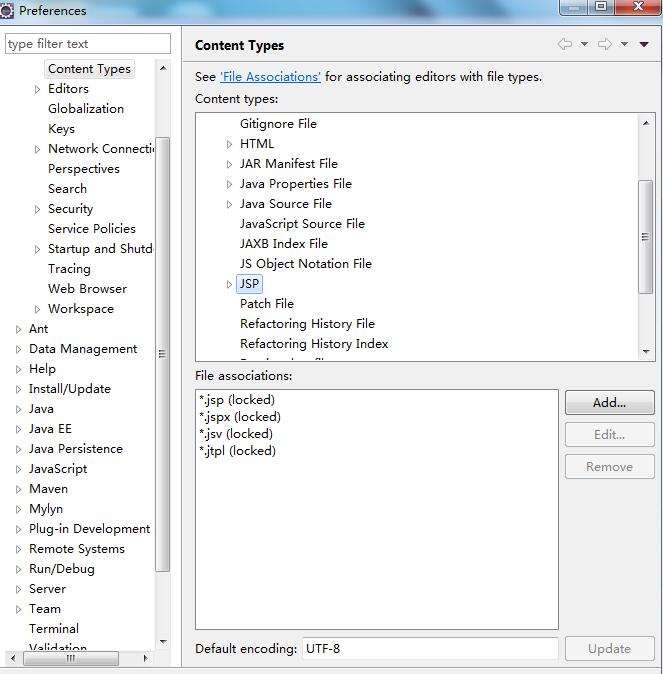 Preferences
type filter text
Content Types
Editors
Globalization
Keys
Network Connecti
Perspectives
Search
Security
Service Policies
Startup and Shutd
Tracing
Web Browser
Workspace
Ant
Data Management
Help
Install/Update
Java
Java EE
Java Persistence
JavaScript
Maven
Mylyn
Plug-in Development
Remote Systems
Run/Debug
Server
Team
Terminal
Validation
Content Types
See 'File Associations' for associating editors with file types.
Content types:
Gitignore File
HTML
JAR Manifest File
Java Properties File
Java Source File
JavaScript Source File
JAXB Index File
JS Object Notation File
JSP
Patch File
Refactoring History File
Refactoring History Index
File associations:
*.jsp (locked)
*.jspx (locked)
*.jsv (locked)
*.jtpl (locked)
Add...
Edit...
Remove
Default encoding: UTF-8
Update